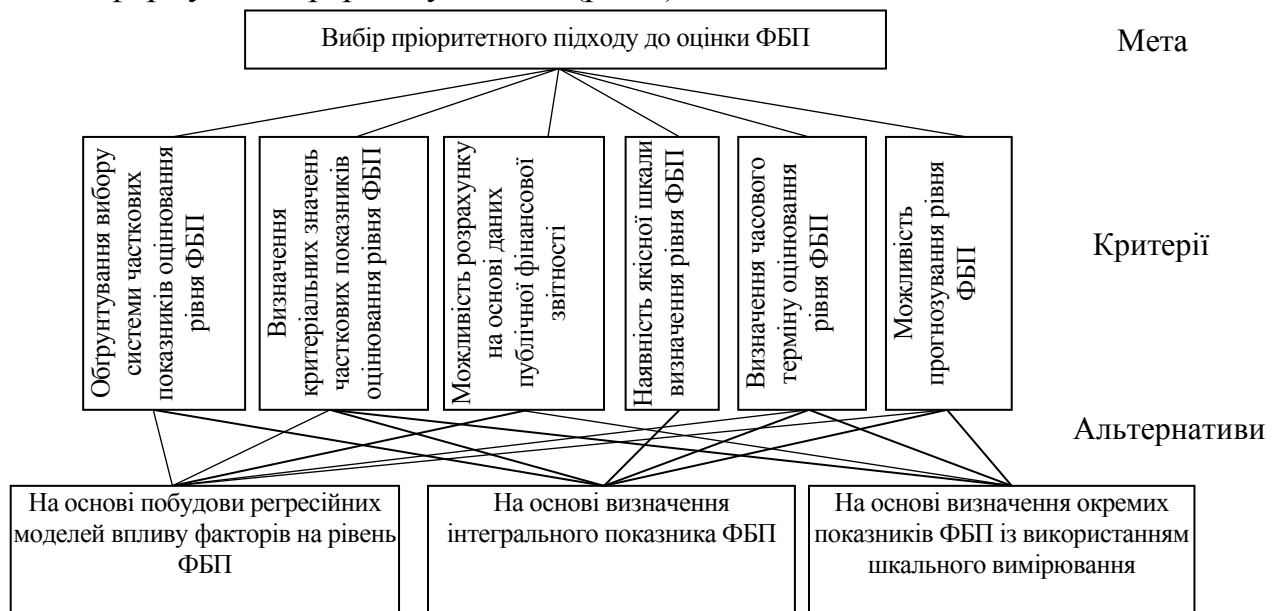 Вибір пріоритетного підходу до оцінки ФБП
Мета
Обґрунтування вибору
системи часткових
показників оцінювання
рівня ФБП
Визначення
критеріальних значень
часткових показників
оцінювання рівня ФБП
Можливість розрахунку
на основі даних
публічної фінансової
звітності
Наявність якісної шкали
визначення рівня ФБП
Визначення часового
терміну оцінювання
рівня ФБП
Можливість
прогнозування рівня
ФБП
Критерії
Альтернативи
На основі побудови регресійних
моделей впливу факторів на рівень
ФБП
На основі визначення
інтегрального показника ФБП
На основі визначення окремих
показників ФБП із використанням
шкального вимірювання